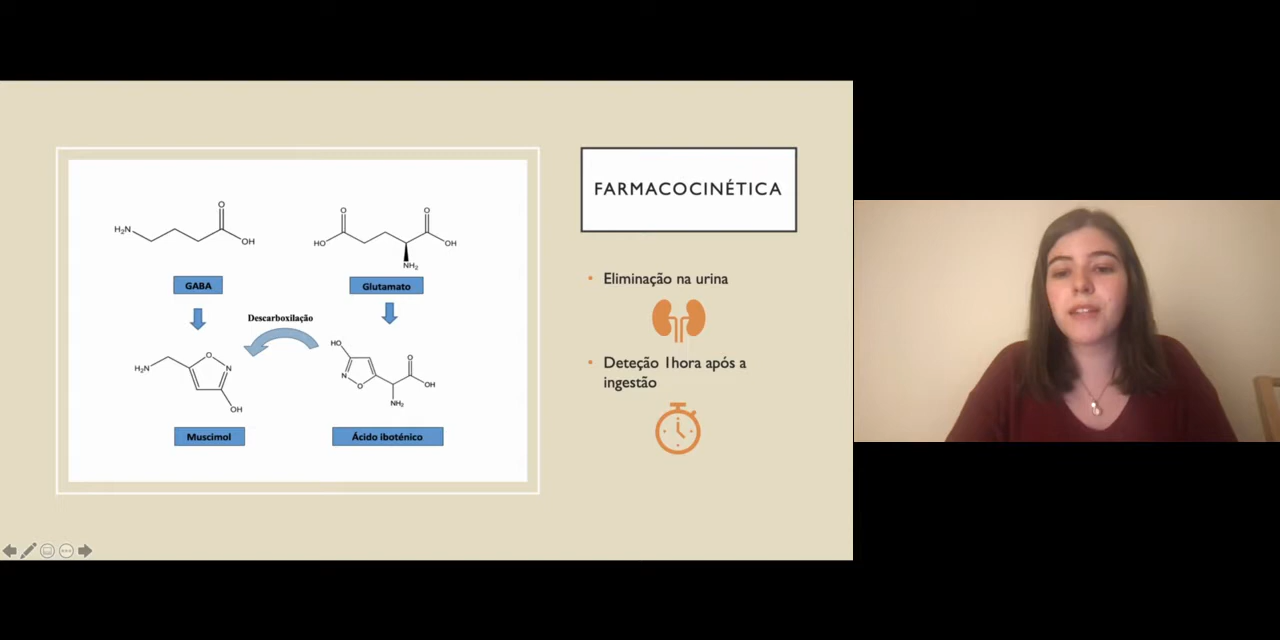 FARMACOCINÉTICA
H₂N
O
OH
GABA
HO
O
O
OH
NH₂
Glutamato
Descarboxilação
H₂N
O
N
OH
Muscimol
HO
N
O
O
OH
NH₂
Ácido iboténico
• Eliminação na urina
• Deteção 1hora após a
ingestão